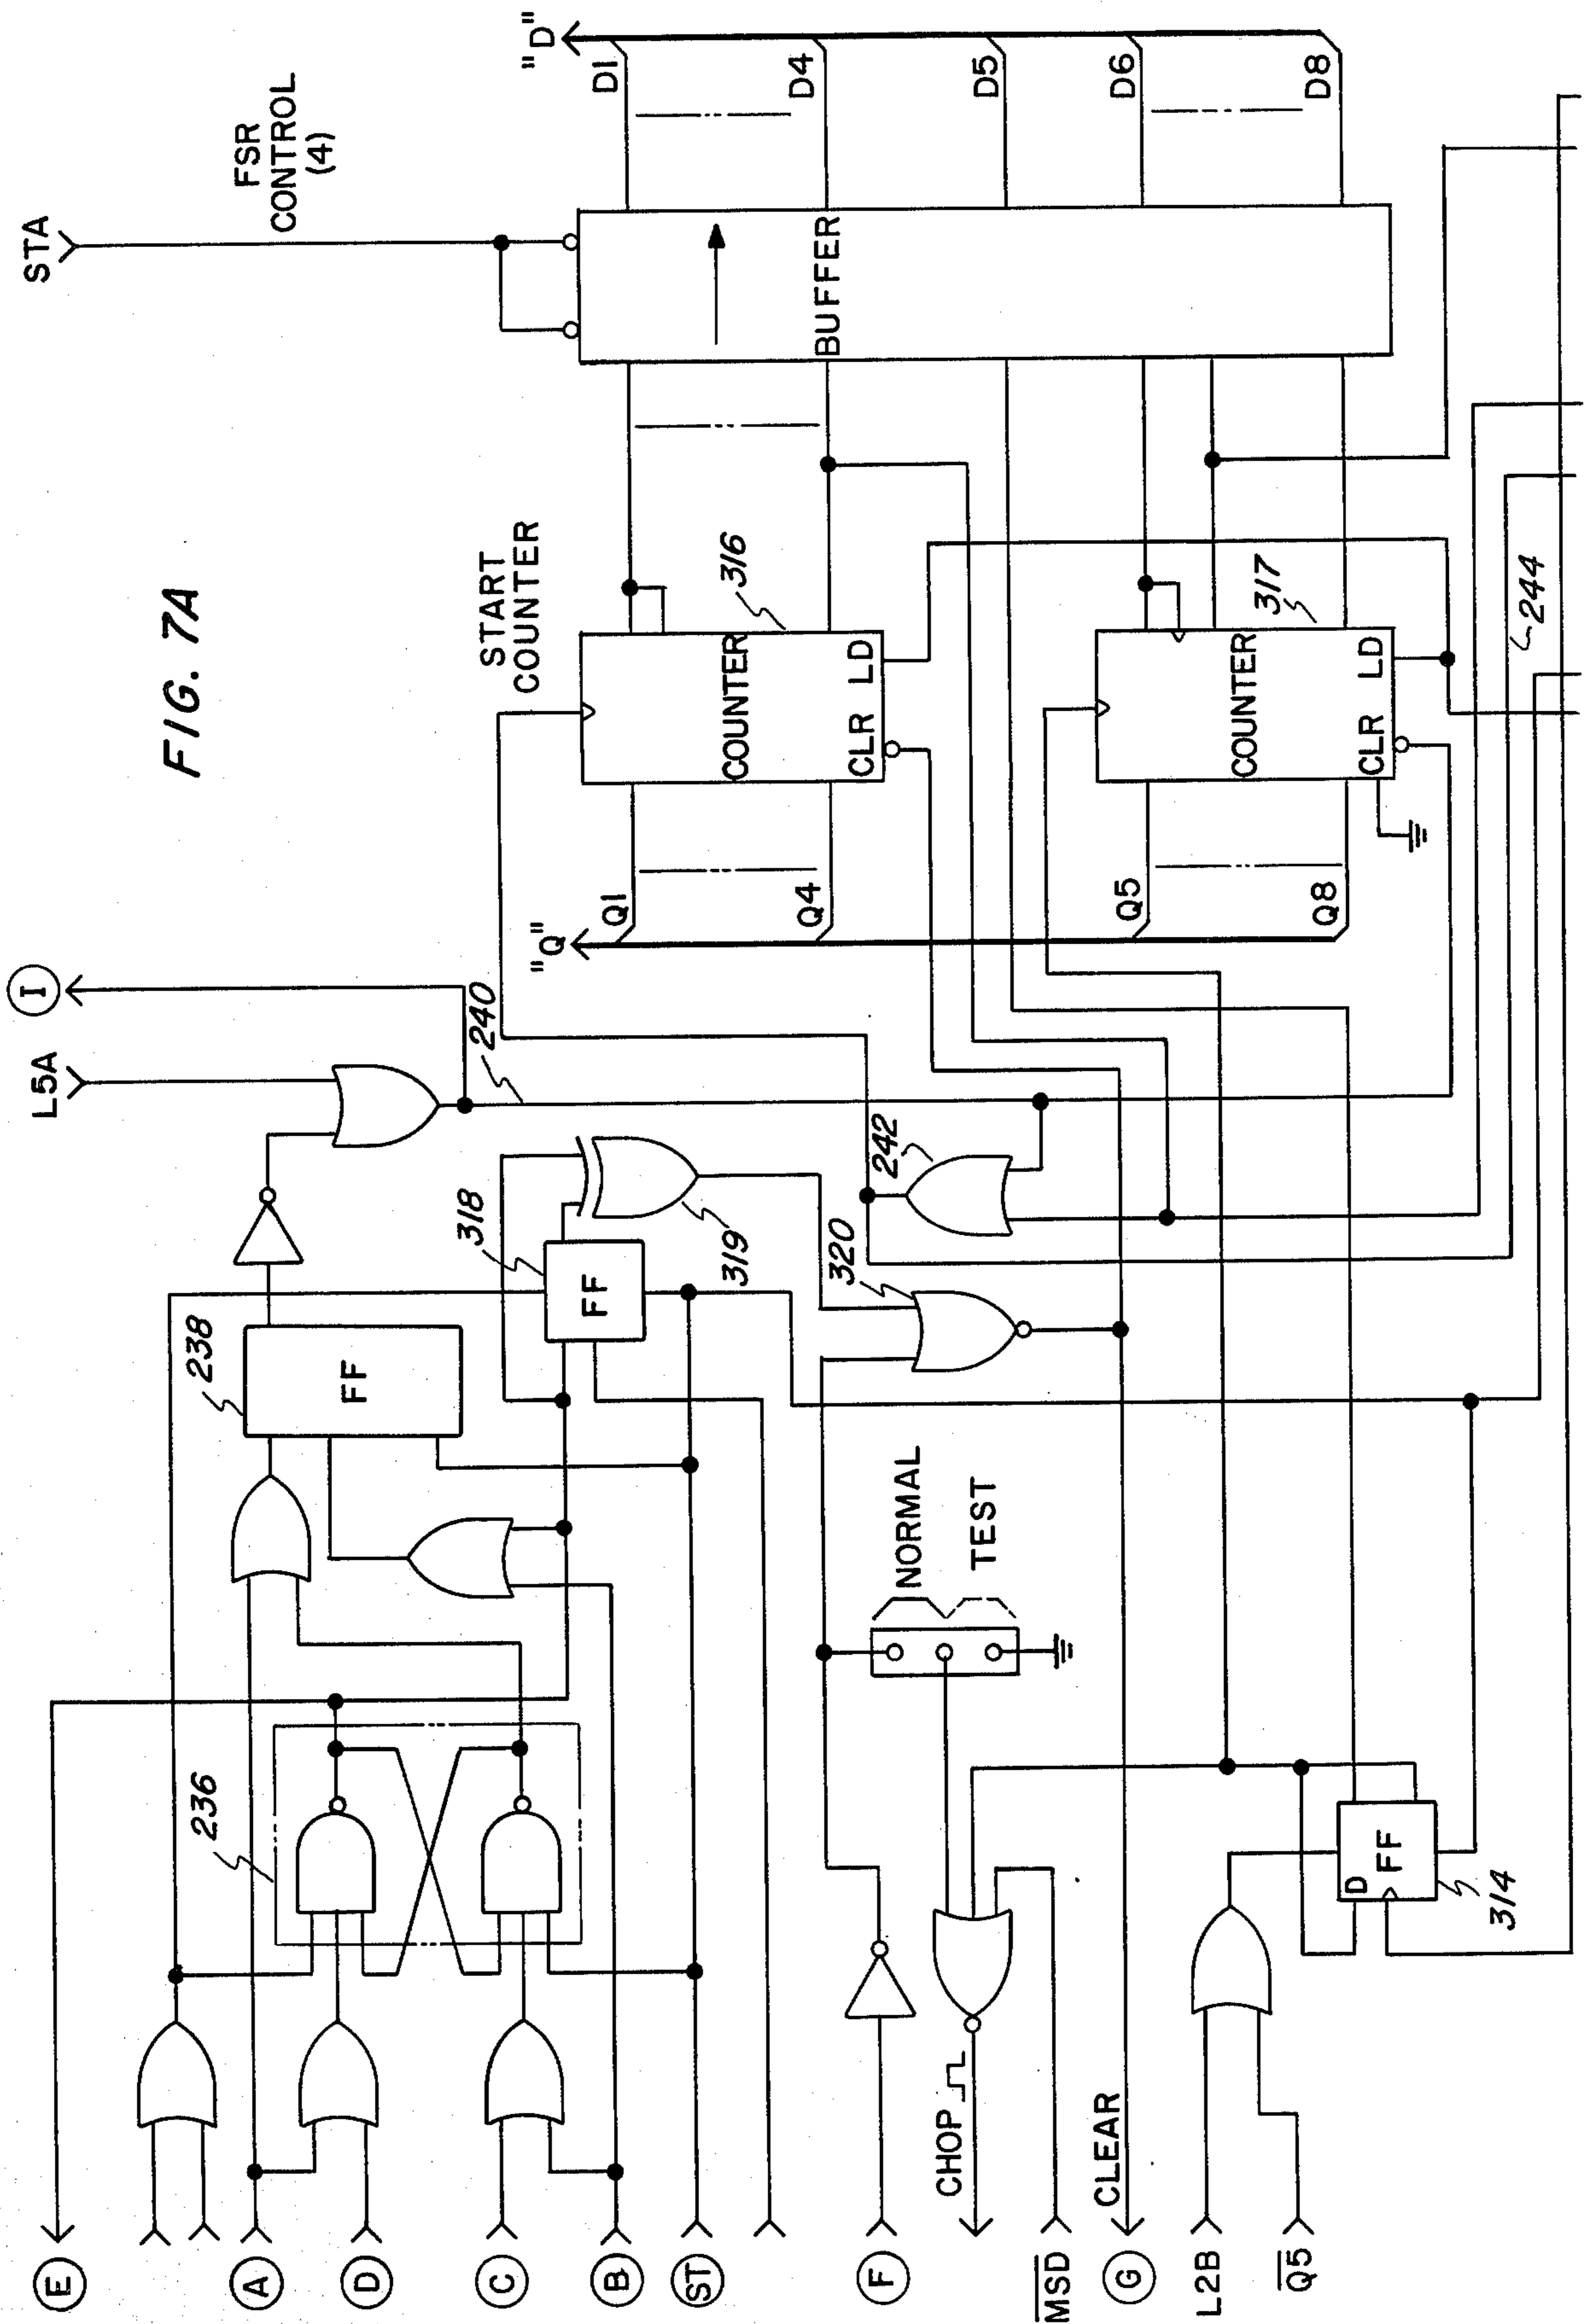 FIG. 7A
STA
FSR
CONTROL
(4)
"D"
D1
D4
D5
D6
D8
BUFFER
START
COUNTER
316
COUNTER
LD
CLR
317
COUNTER
LD
CLR
244
"Q"
Q1
Q4
Q5
Q8
I
L5A
240
242
318
FF
319
320
238
FF
236
NORMAL
TEST
D
FF
314
E
A
D
C
B
ST
F
CHOP
MSD
CLEAR
G
L2B
Q5